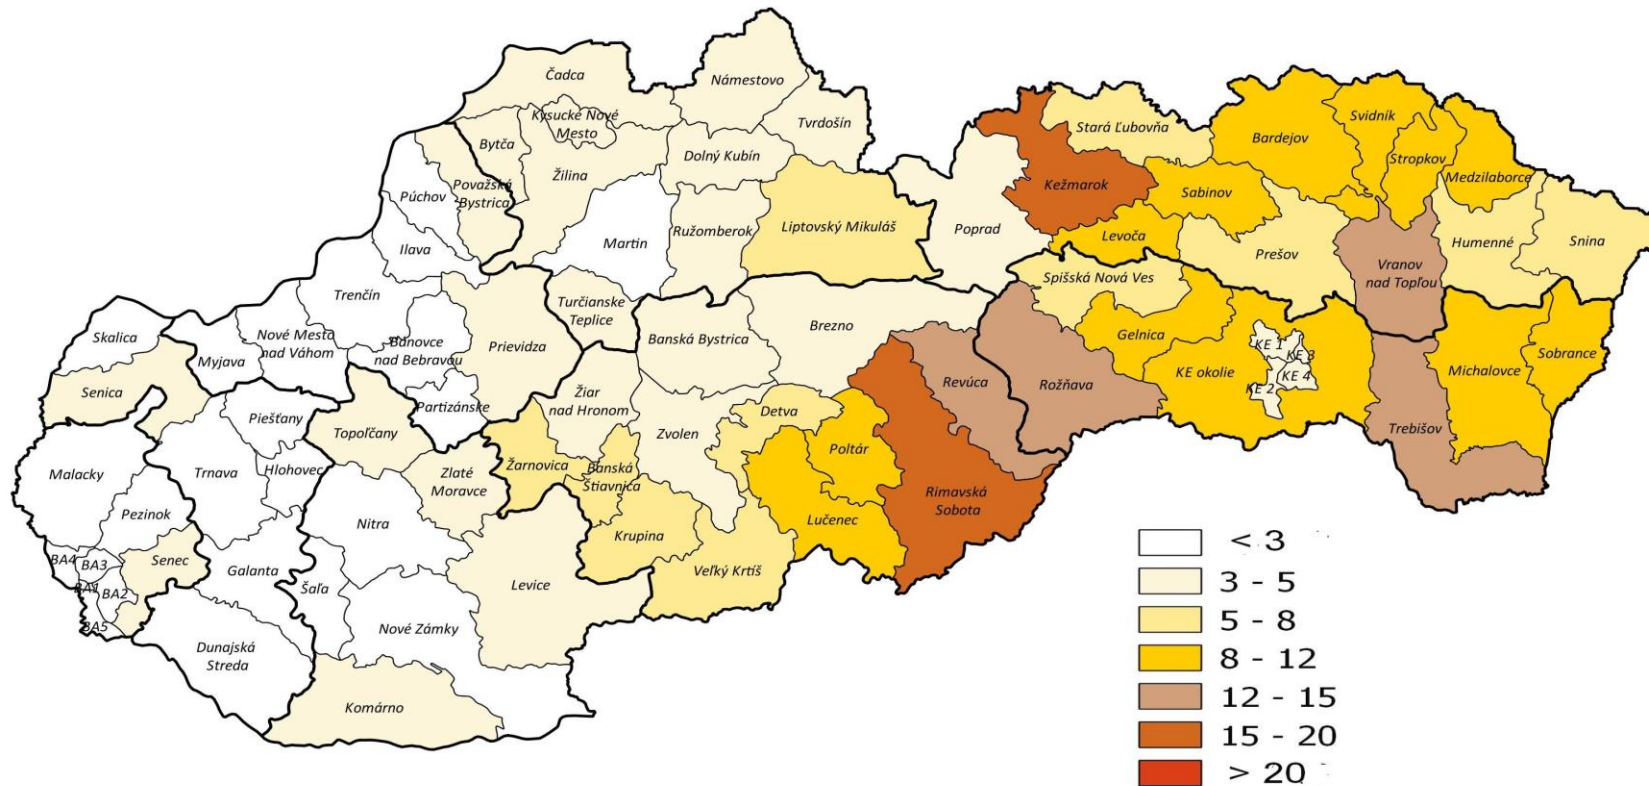 Čadca
Námestovo
Kysucké Nové
Mesto
Tvrdošín
Bytča
Dolný Kubín
Žilina
Považská
Bystrica
Púchov
Ilava
Martin
Ružomberok
Liptovský Mikuláš
Poprad
Kežmarok
Stará Ľubovňa
Bardejov
Svidník
Stropkov
Medzilaborce
Sabinov
Levoča
Prešov
Vranov
nad Topľou
Humenné
Snina
Spišská Nová Ves
Gelnica
KE okolie
KE 1
KE 3
KE 4
KE 2
Michalovce
Sobrance
Trebišov
Rožňava
Revúca
Brezno
Banská Bystrica
Turčianske
Teplice
Prievidza
Trenčín
Bánovce
nad Bebravou
Nové Mesto
nad Váhom
Myjava
Skalica
Senica
Partizánske
Žiar
nad Hronom
Zvolen
Detva
Poltár
Rimavská
Sobota
Lučenec
Veľký Krtíš
Krupina
Banská
Štiavnica
Žarnovica
Zlaté
Moravce
Topoľčany
Piešťany
Hlohovec
Trnava
Malacky
Pezinok
Senec
BA4
BA3
BA1
BA2
BA5
Galanta
Šaľa
Nitra
Levice
Nové Zámky
Dunajská
Streda
Komárno
< 3
3 - 5
5 - 8
8 - 12
12 - 15
15 - 20
> 20